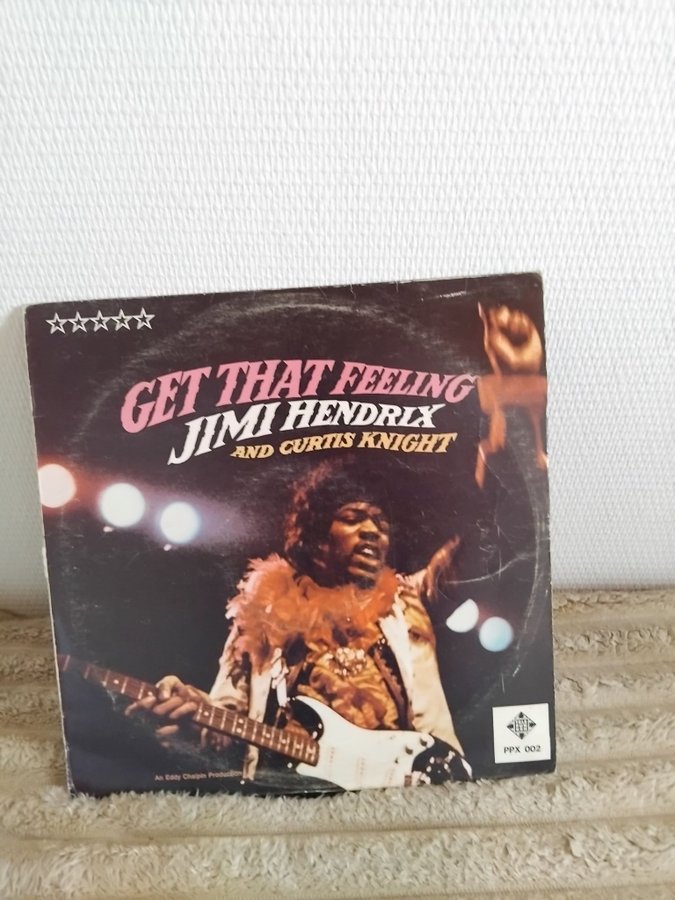 GET THAT FEELING
JIMI HENDRIX
AND CURTIS KNIGHT
PPX 002
An Eddy Chalpin Production